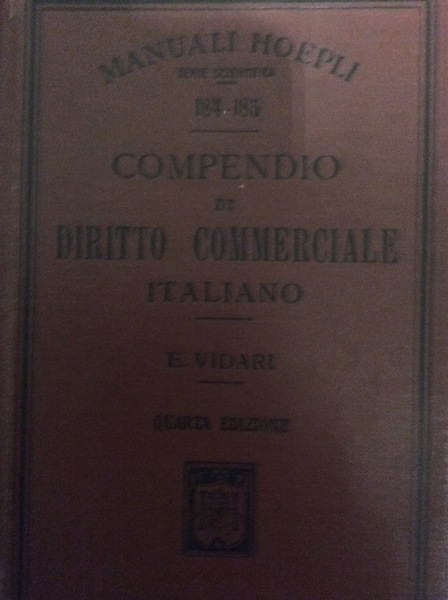 MANUALI HOEPLI
SERIE SCIENTIFICA
184-185
COMPENDIO
DI
DIRITTO COMMERCIALE
ITALIANO
E. VIDARI
QUARTA EDIZIONE